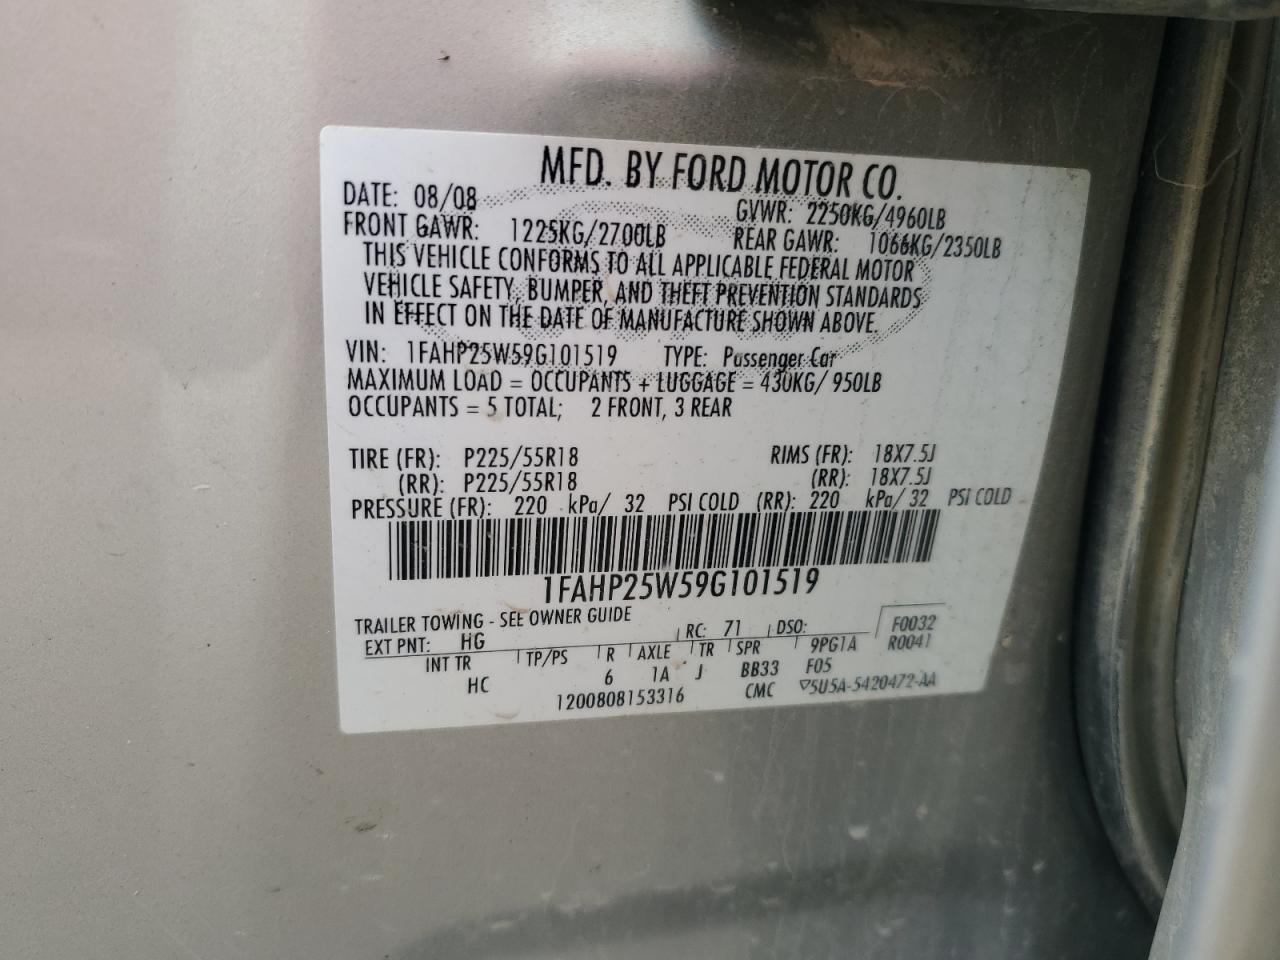 MFD. BY FORD MOTOR CO.
DATE: 08/08 GVWR: 2250KG/4960LB
FRONT GAWR: 1225KG/2700LB REAR GAWR: 1066KG/2350LB
THIS VEHICLE CONFORMS TO ALL APPLICABLE FEDERAL MOTOR
VEHICLE SAFETY, BUMPER, AND THEFT PREVENTION STANDARDS
IN EFFECT ON THE DATE OF MANUFACTURE SHOWN ABOVE.
VIN: 1FAHP25W59G101519 TYPE: Passenger Car
MAXIMUM LOAD = OCCUPANTS + LUGGAGE = 430KG/ 950LB
OCCUPANTS = 5 TOTAL; 2 FRONT, 3 REAR
TIRE (FR): P225/55R18 RIMS (FR): 18X7.5J
(RR): P225/55R18 (RR): 18X7.5J
PRESSURE (FR): 220 kPa/ 32 PSI COLD (RR): 220 kPa/ 32 PSI COLD
1FAHP25W59G101519
TRAILER TOWING - SEE OWNER GUIDE
EXT PNT: HG RC: 71 DSO: F0032
INT TR TP/PS R AXLE TR SPR 9PG1A R0041
HC 6 1A J BB33 F05
1200808153316 CMC ▽5U5A-5420472-AA